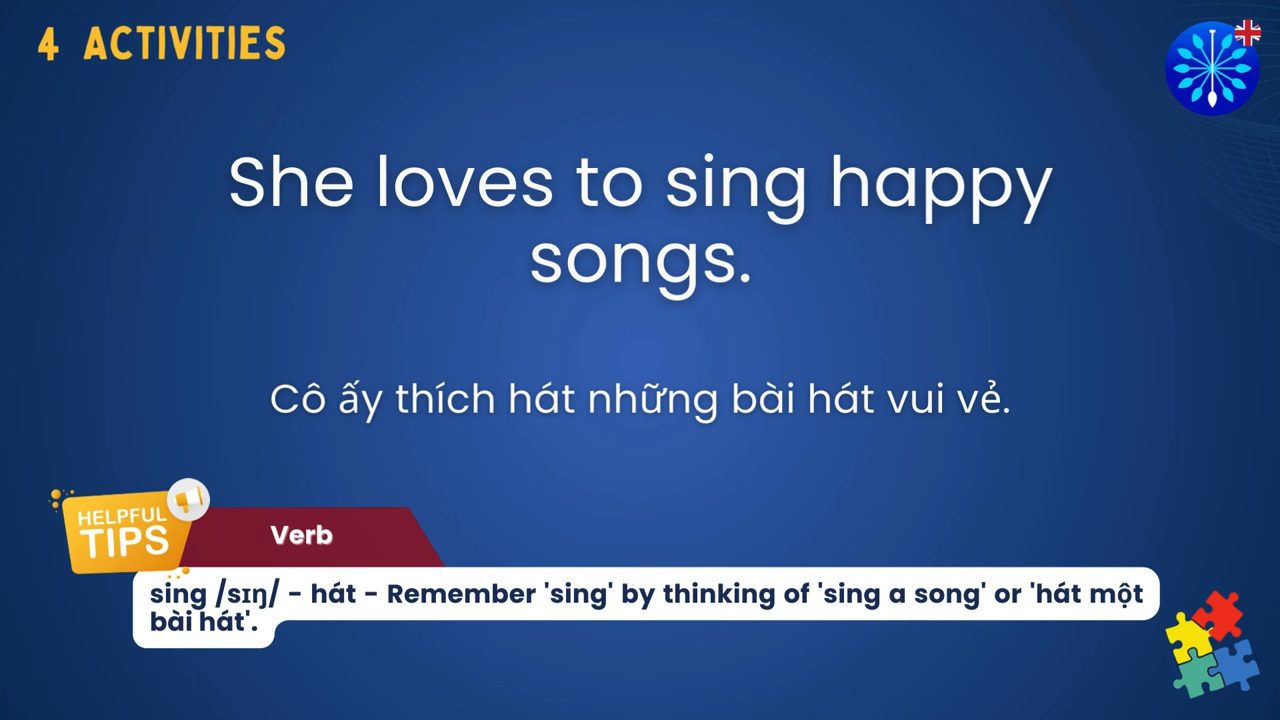 4 ACTIVITIES
She loves to sing happy
songs.
Cô ấy thích hát những bài hát vui vẻ.
HELPFUL
TIPS
Verb
sing /sɪŋ/ - hát - Remember 'sing' by thinking of 'sing a song' or 'hát một
bài hát'.